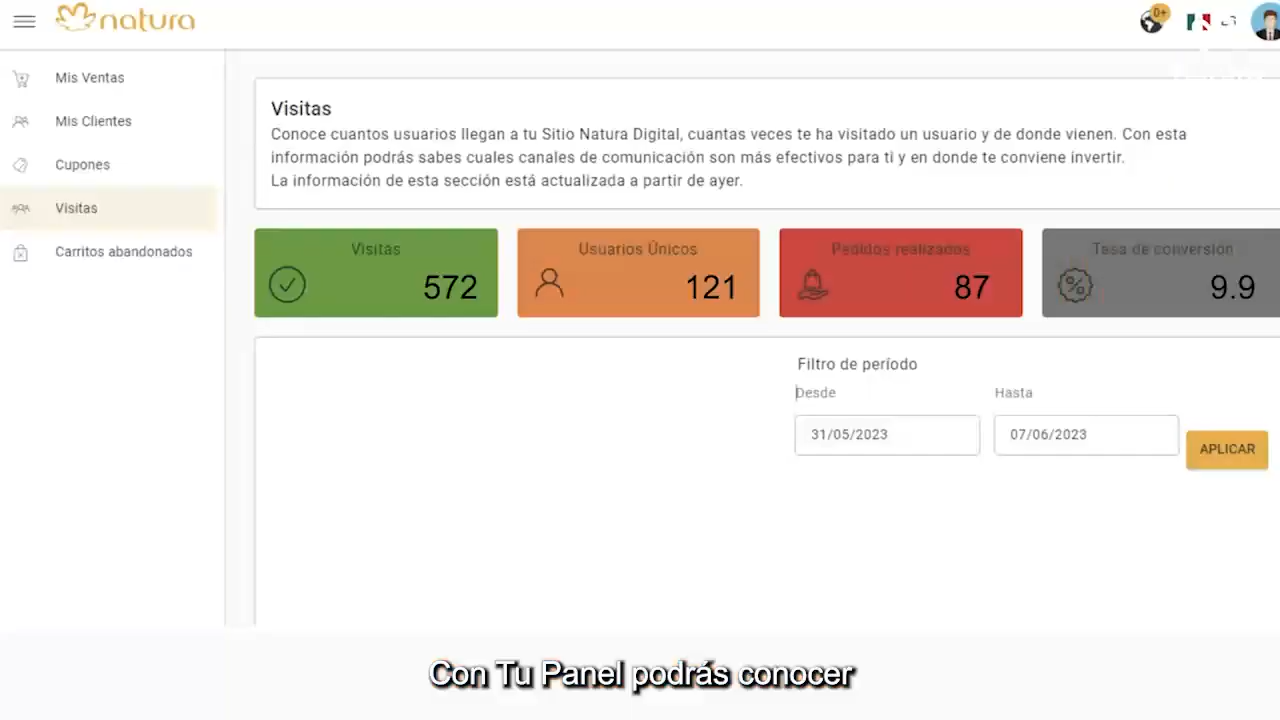 natura
0+
Mis Ventas
Mis Clientes
Cupones
Visitas
Carritos abandonados
Visitas
Conoce cuantos usuarios llegan a tu Sitio Natura Digital, cuantas veces te ha visitado un usuario y de donde vienen. Con esta
información podrás sabes cuales canales de comunicación son más efectivos para ti y en donde te conviene invertir.
La información de esta sección está actualizada a partir de ayer.
Visitas
572
Usuarios Únicos
121
Pedidos realizados
87
Tasa de conversión
9.9
Filtro de período
Desde
Hasta
31/05/2023
07/06/2023
APLICAR
Con Tu Panel podrás conocer